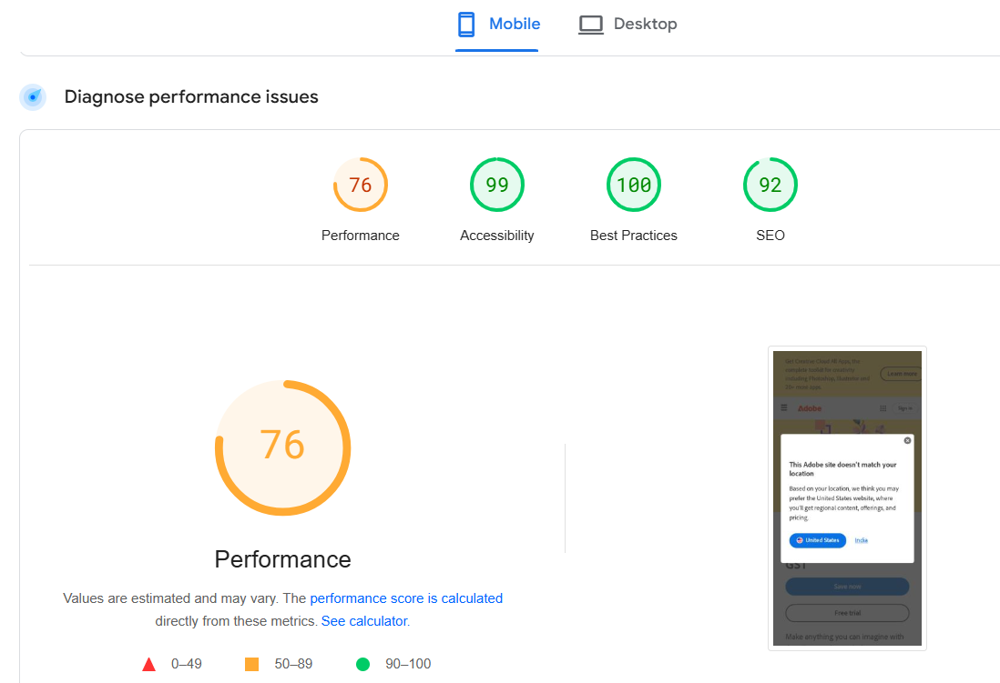 Mobile
Desktop
Diagnose performance issues
76
99
100
92
Performance
Accessibility
Best Practices
SEO
76
Performance
Values are estimated and may vary. The performance score is calculated
directly from these metrics. See calculator.
0–49
50–89
90–100
Get Creative Cloud All Apps, the
complete toolkit for creativity
including Photoshop, Illustrator and
20+ more apps.
Learn more
Adobe
Sign in
This Adobe site doesn't match your
location
Based on your location, we think you may
prefer the United States website, where
you'll get regional content, offerings, and
pricing.
United States
India
GST
Save now
Free trial
Make anything you can imagine with